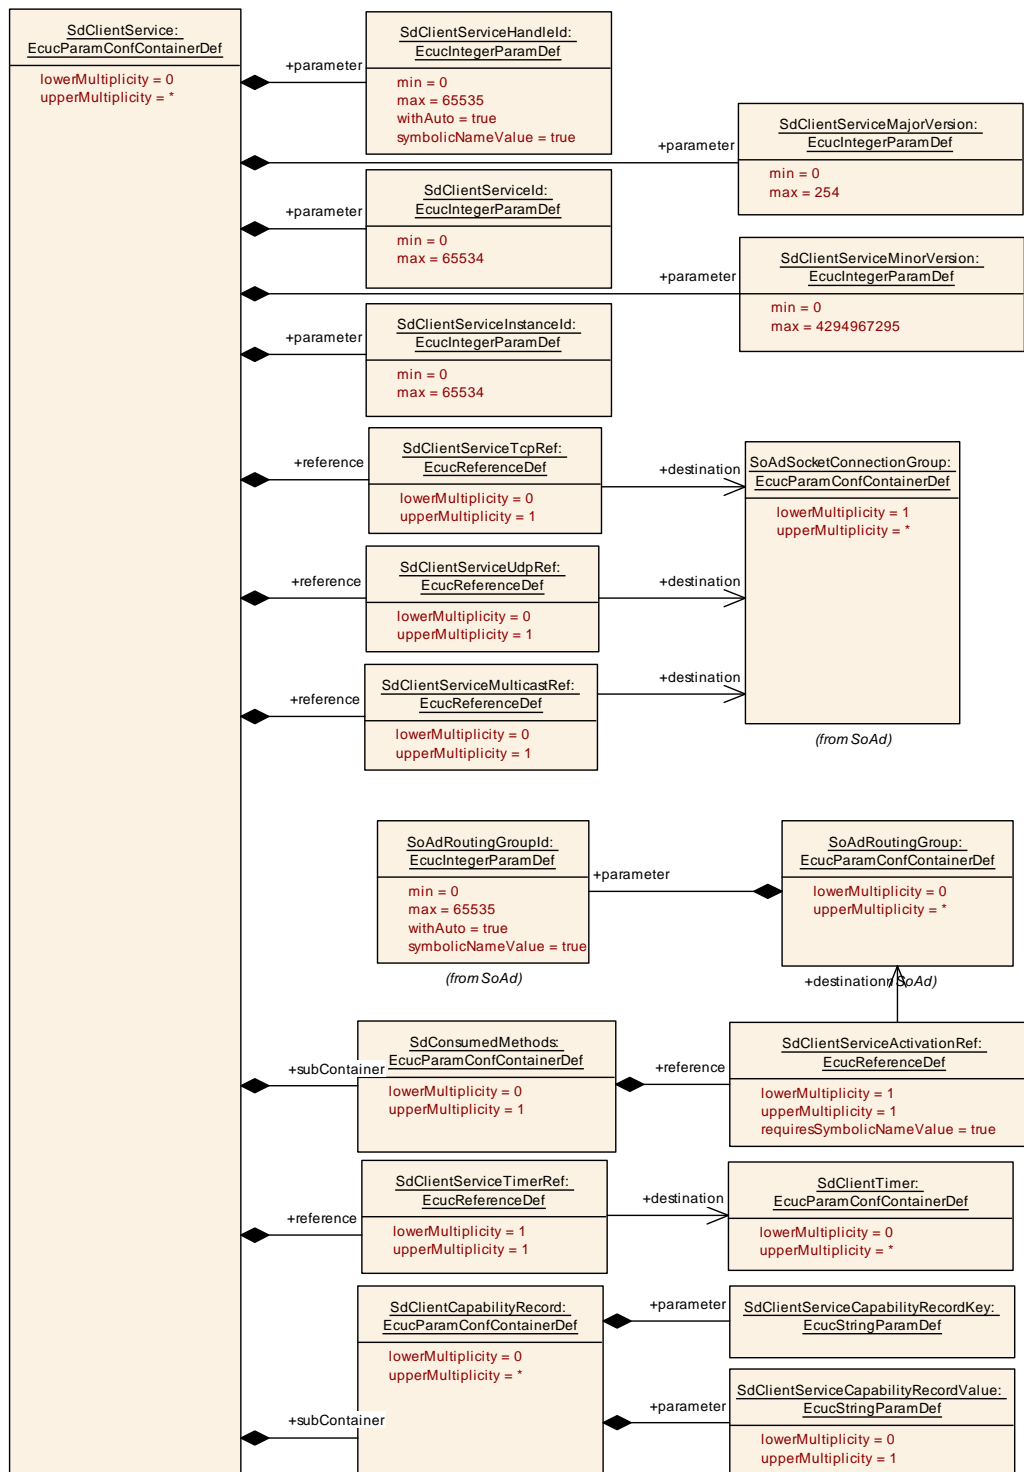 SdClientService:
EcucParamConfContainerDef
lowerMultiplicity = 0
upperMultiplicity = *
+parameter
SdClientServiceHandleId:
EcucIntegerParamDef
min = 0
max = 65535
withAuto = true
symbolicNameValue = true
+parameter
SdClientServiceMajorVersion:
EcucIntegerParamDef
min = 0
max = 254
+parameter
SdClientServiceId:
EcucIntegerParamDef
min = 0
max = 65534
+parameter
SdClientServiceMinorVersion:
EcucIntegerParamDef
min = 0
max = 4294967295
+parameter
SdClientServiceInstanceId:
EcucIntegerParamDef
min = 0
max = 65534
+reference
SdClientServiceTcpRef:
EcucReferenceDef
lowerMultiplicity = 0
upperMultiplicity = 1
+destination
SoAdSocketConnectionGroup:
EcucParamConfContainerDef
lowerMultiplicity = 1
upperMultiplicity = *
(from SoAd)
+reference
SdClientServiceUdpRef:
EcucReferenceDef
lowerMultiplicity = 0
upperMultiplicity = 1
+destination
+reference
SdClientServiceMulticastRef:
EcucReferenceDef
lowerMultiplicity = 0
upperMultiplicity = 1
+destination
SoAdRoutingGroupId:
EcucIntegerParamDef
min = 0
max = 65535
withAuto = true
symbolicNameValue = true
(from SoAd)
+parameter
SoAdRoutingGroup:
EcucParamConfContainerDef
lowerMultiplicity = 0
upperMultiplicity = *
+destination
SoAd)
+subContainer
SdConsumedMethods:
EcucParamConfContainerDef
lowerMultiplicity = 0
upperMultiplicity = 1
+reference
SdClientServiceActivationRef:
EcucReferenceDef
lowerMultiplicity = 1
upperMultiplicity = 1
requiresSymbolicNameValue = true
+reference
SdClientServiceTimerRef:
EcucReferenceDef
lowerMultiplicity = 1
upperMultiplicity = 1
+destination
SdClientTimer:
EcucParamConfContainerDef
lowerMultiplicity = 0
upperMultiplicity = *
+subContainer
SdClientCapabilityRecord:
EcucParamConfContainerDef
lowerMultiplicity = 0
upperMultiplicity = *
+parameter
SdClientServiceCapabilityRecordKey:
EcucStringParamDef
+parameter
SdClientServiceCapabilityRecordValue:
EcucStringParamDef
lowerMultiplicity = 0
upperMultiplicity = 1